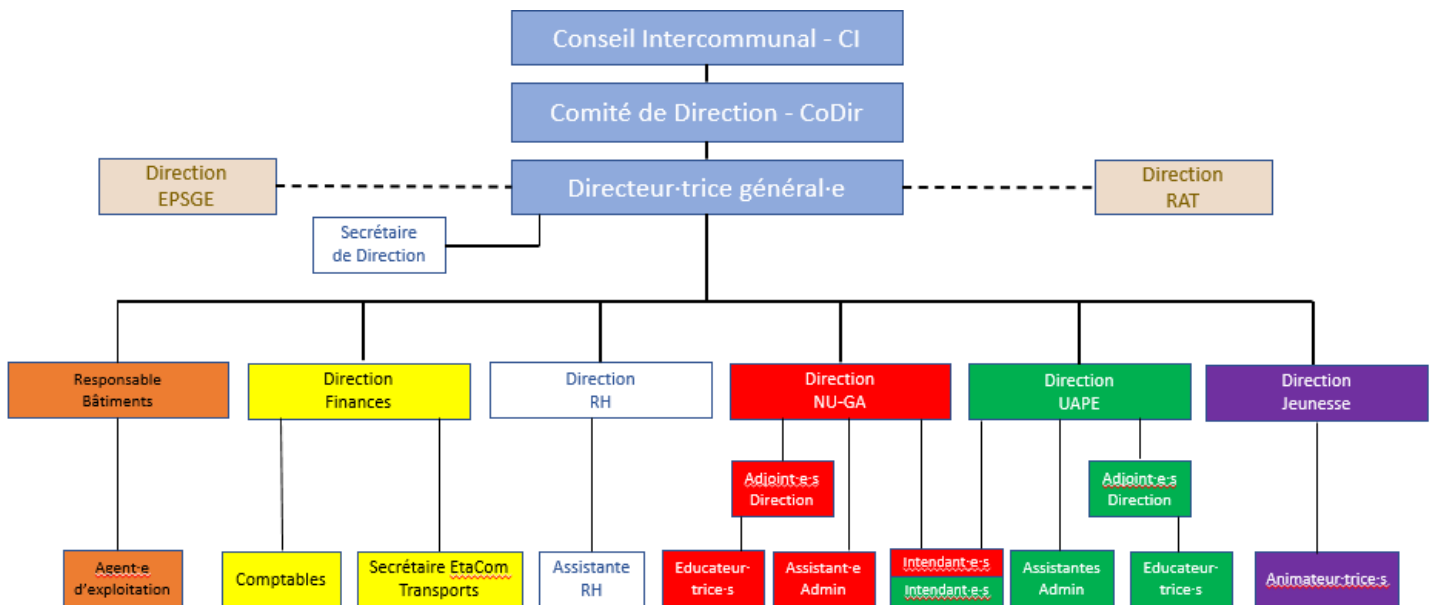 Conseil Intercommunal - CI
Comité de Direction - CoDir
Direction
EPSGE
Directeur·trice général·e
Direction
RAT
Secrétaire
de Direction
Responsable
Bâtiments
Direction
Finances
Direction
RH
Direction
NU-GA
Direction
UAPE
Direction
Jeunesse
Adjoint·e·s
Direction
Adjoint·e·s
Direction
Agent·e
d'exploitation
Comptables
Secrétaire EtaCom
Transports
Assistante
RH
Educateur·
trice·s
Assistant·e
Admin
Intendant·e·s
Intendant·e·s
Assistantes
Admin
Educateur·
trice·s
Animateur·trice·s